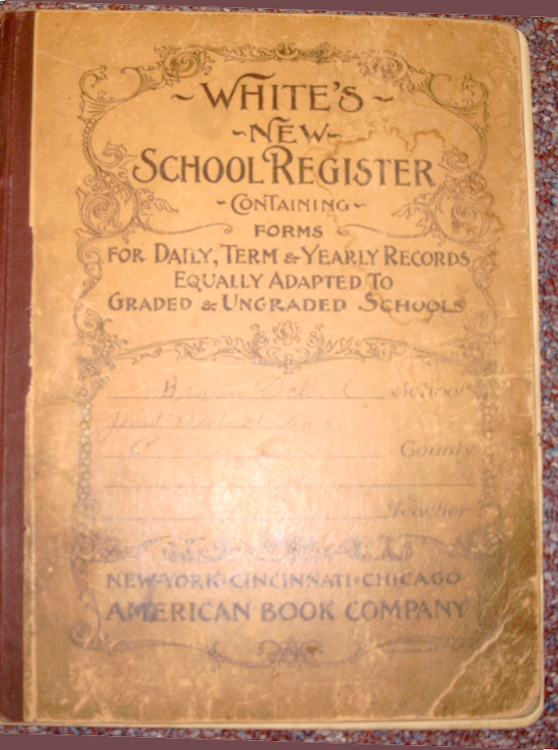 WHITE'S
NEW
SCHOOL REGISTER
CONTAINING
FORMS
FOR DAILY, TERM & YEARLY RECORDS
EQUALLY ADAPTED TO
GRADED & UNGRADED SCHOOLS
School
County
Teacher
NEW-YORK · CINCINNATI · CHICAGO
AMERICAN BOOK COMPANY